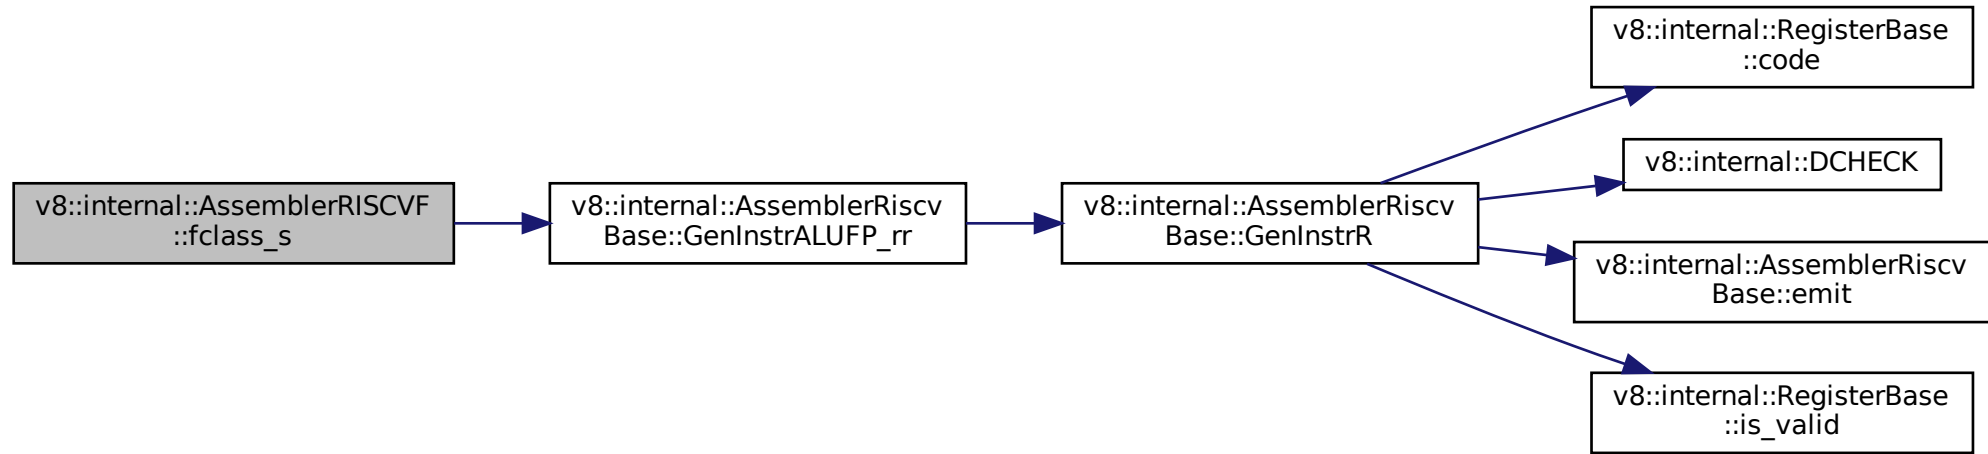 v8::internal::AssemblerRISCVF
::fclass_s
v8::internal::AssemblerRiscv
Base::GenInstrALUFP_rr
v8::internal::AssemblerRiscv
Base::GenInstrR
v8::internal::RegisterBase
::code
v8::internal::DCHECK
v8::internal::AssemblerRiscv
Base::emit
v8::internal::RegisterBase
::is_valid